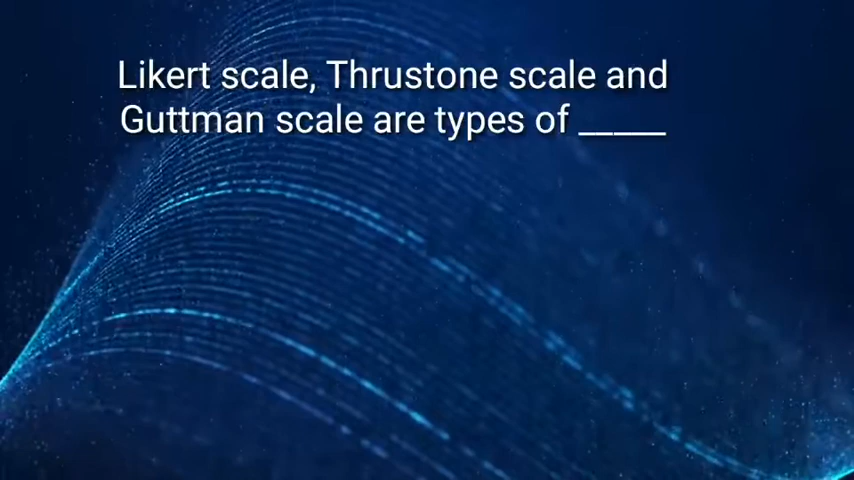 Likert scale, Thrustone scale and
Guttman scale are types of _____